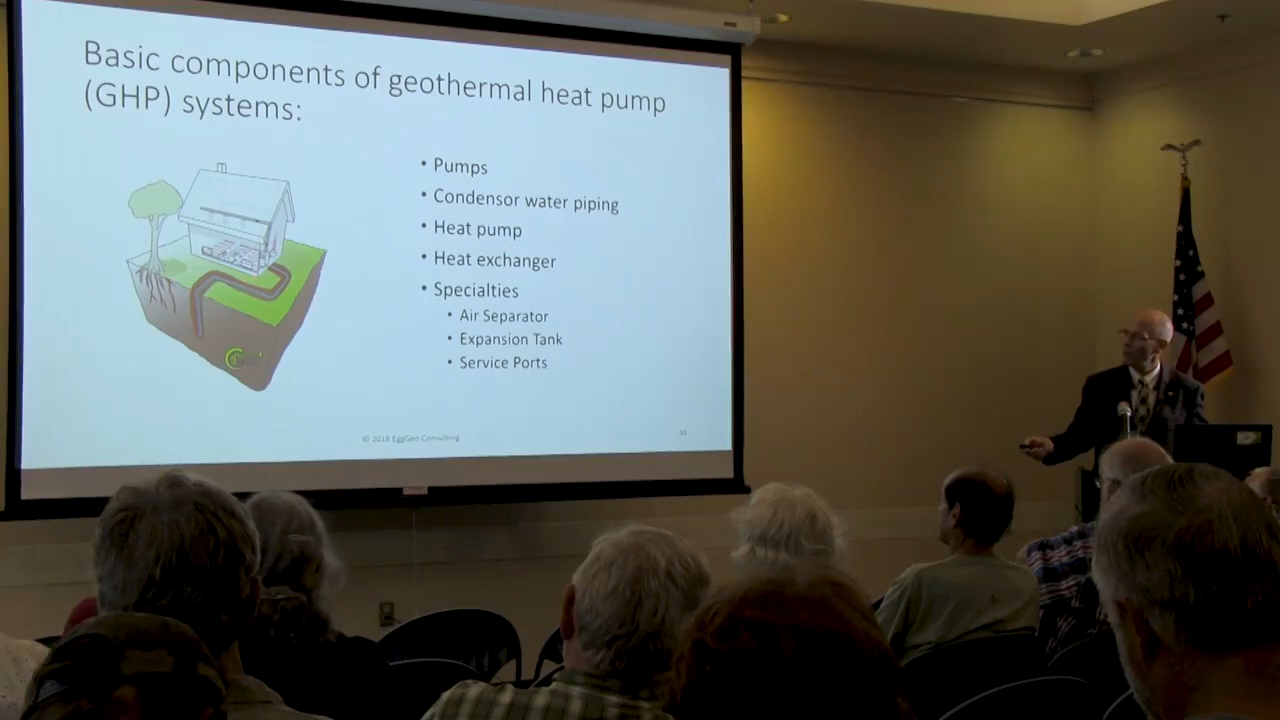 Basic components of geothermal heat pump
(GHP) systems:
• Pumps
• Condensor water piping
• Heat pump
• Heat exchanger
• Specialties
• Air Separator
• Expansion Tank
• Service Ports
© 2018 EggGeo Consulting
10